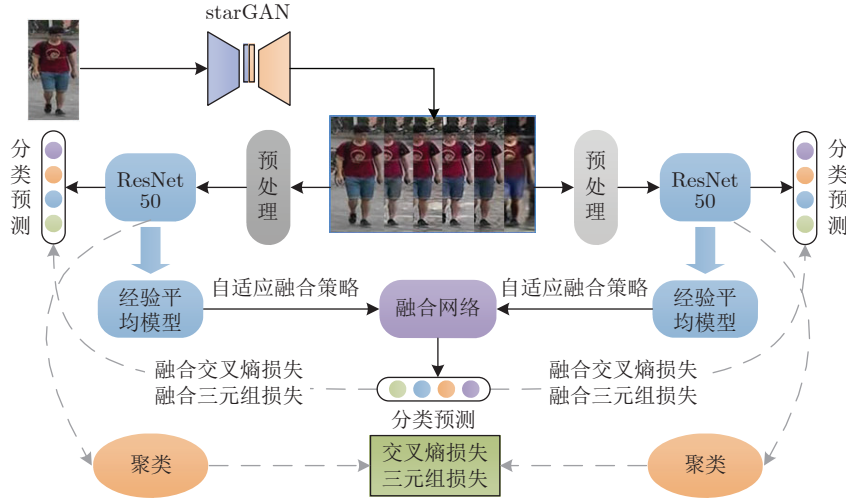 starGAN
分类预测
ResNet
50
预处理
预处理
ResNet
50
分类预测
经验平
均模型
自适应融合策略
融合网络
自适应融合策略
经验平
均模型
融合交叉熵损失
融合三元组损失
融合交叉熵损失
融合三元组损失
分类预测
聚类
交叉熵损失
三元组损失
聚类